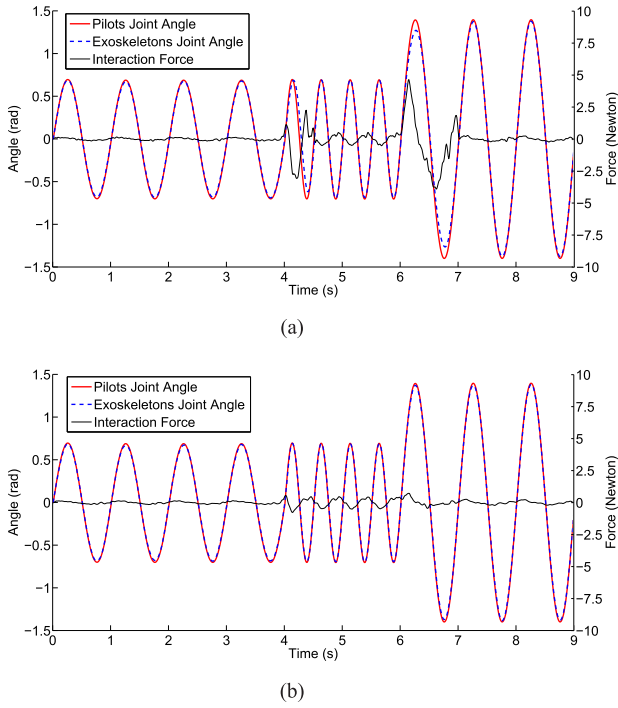 Pilots Joint Angle
Exoskeletons Joint Angle
Interaction Force
1.5
1
0.5
0
−0.5
−1
−1.5
Angle (rad)
10
7.5
5
2.5
0
−2.5
−5
−7.5
−10
Force (Newton)
0 1 2 3 4 5 6 7 8 9
Time (s)
(a)
Pilots Joint Angle
Exoskeletons Joint Angle
Interaction Force
1.5
1
0.5
0
−0.5
−1
−1.5
Angle (rad)
10
7.5
5
2.5
0
−2.5
−5
−7.5
−10
Force (Newton)
0 1 2 3 4 5 6 7 8 9
Time (s)
(b)